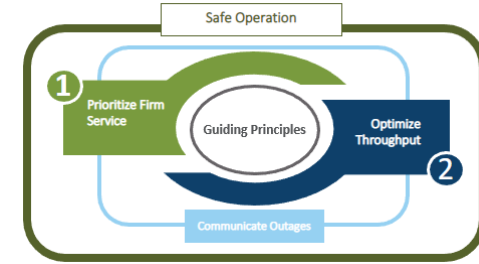 Safe Operation
1
Prioritize Firm
Service
Guiding Principles
Optimize
Throughput
2
Communicate Outages